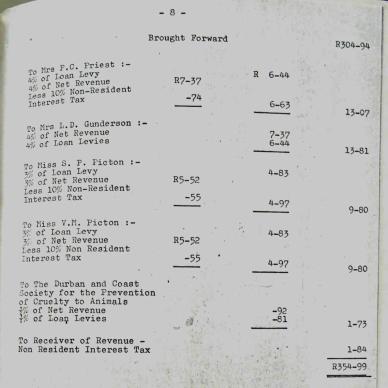 - 8 -
Brought Forward R304-94
To Mrs F.C. Priest :-
4% of Loan Levy R 6-44
4% of Net Revenue R7-37
Less 10% Non-Resident
Interest Tax -74 6-63 13-07
To Mrs L.D. Gunderson :-
4% of Net Revenue 7-37
4% of Loan Levies 6-44 13-81
To Miss S. P. Picton :-
3% of Loan Levy 4-83
3% of Net Revenue R5-52
Less 10% Non-Resident
Interest Tax -55 4-97 9-80
To Miss V.M. Picton :-
3% of Loan Levy 4-83
3% of Net Revenue R5-52
Less 10% Non Resident
Interest Tax -55 4-97 9-80
To The Durban and Coast
Society for the Prevention
of Cruelty to Animals
½% of Net Revenue -92
½% of Loan Levies -81 1-73
To Receiver of Revenue -
Non Resident Interest Tax 1-84
R354-99